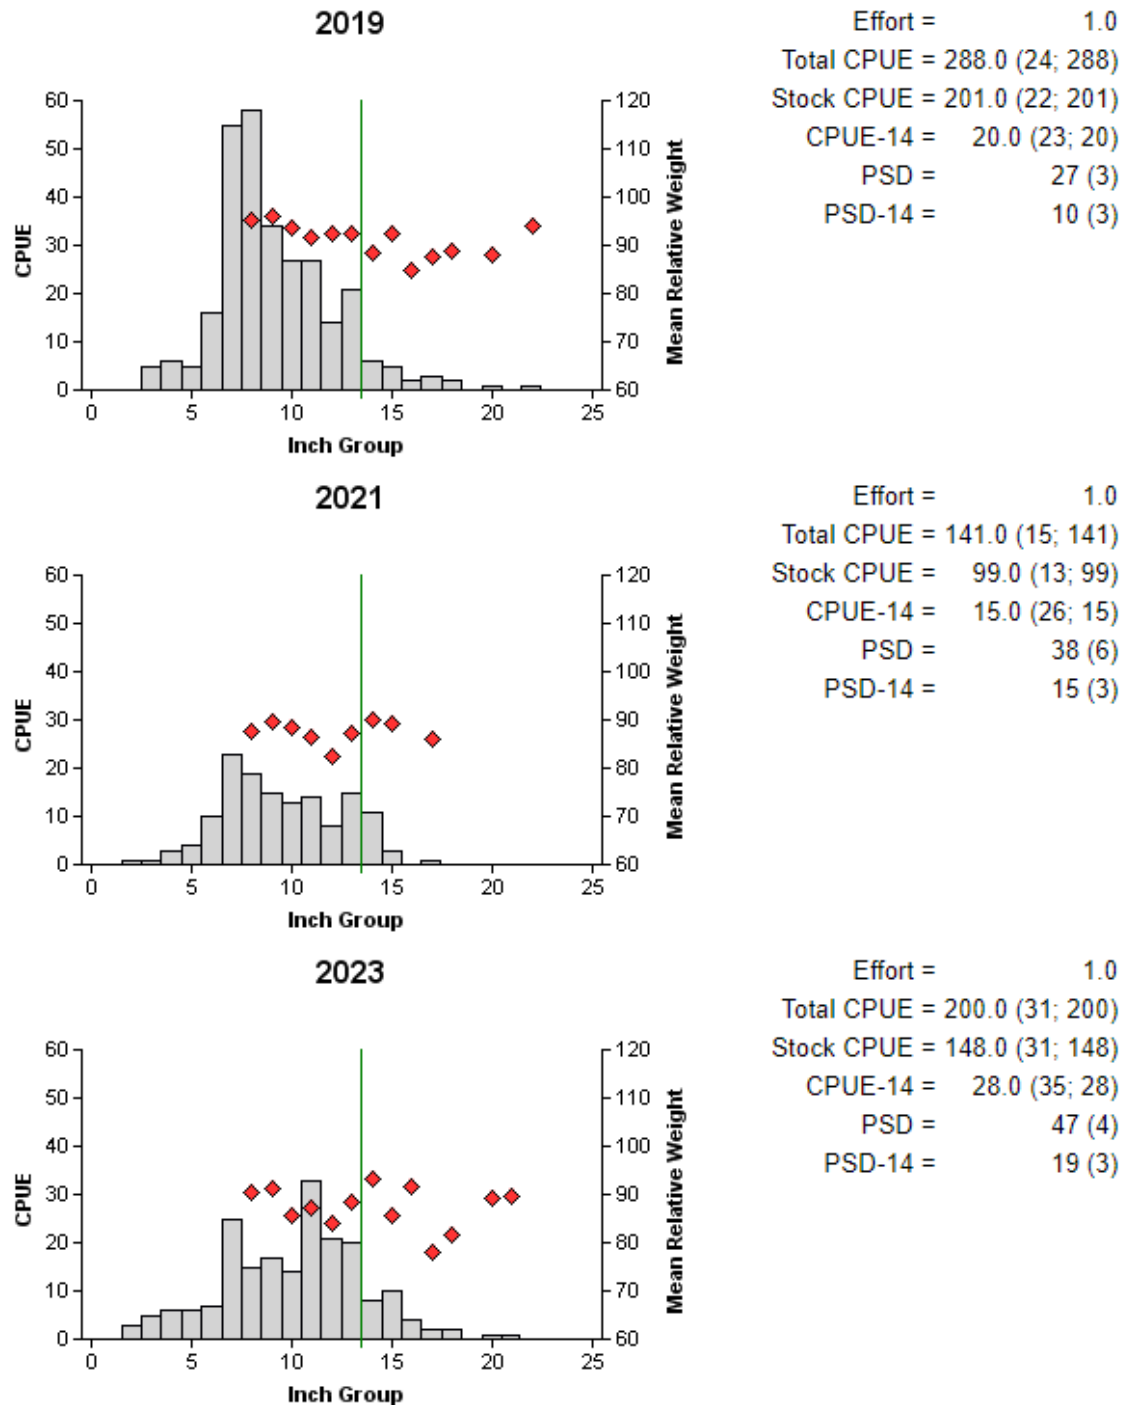 2019
Effort = 1.0
Total CPUE = 288.0 (24; 288)
Stock CPUE = 201.0 (22; 201)
CPUE-14 = 20.0 (23; 20)
PSD = 27 (3)
PSD-14 = 10 (3)
60 50 40 30 20 10 0
CPUE
120 110 100 90 80 70 60
Mean Relative Weight
0 5 10 15 20 25
Inch Group
2021
Effort = 1.0
Total CPUE = 141.0 (15; 141)
Stock CPUE = 99.0 (13; 99)
CPUE-14 = 15.0 (26; 15)
PSD = 38 (6)
PSD-14 = 15 (3)
60 50 40 30 20 10 0
CPUE
120 110 100 90 80 70 60
Mean Relative Weight
0 5 10 15 20 25
Inch Group
2023
Effort = 1.0
Total CPUE = 200.0 (31; 200)
Stock CPUE = 148.0 (31; 148)
CPUE-14 = 28.0 (35; 28)
PSD = 47 (4)
PSD-14 = 19 (3)
60 50 40 30 20 10 0
CPUE
120 110 100 90 80 70 60
Mean Relative Weight
0 5 10 15 20 25
Inch Group